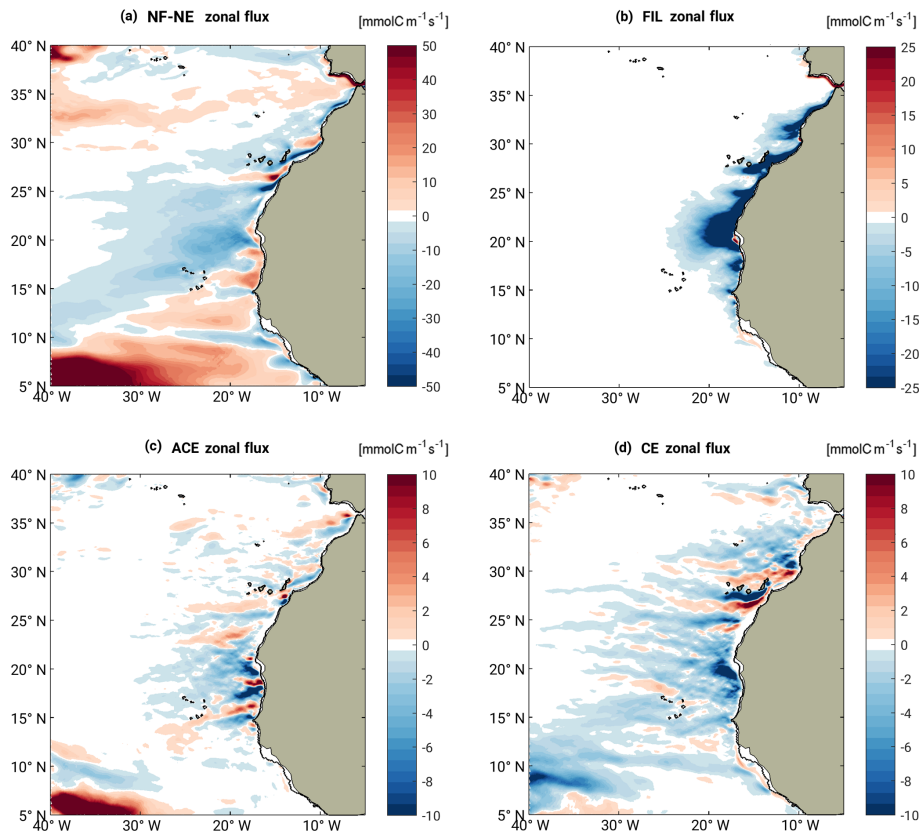 (a) NF-NE zonal flux [mmolC m⁻¹ s⁻¹]
40° N
35° N
30° N
25° N
20° N
15° N
10° N
5° N
40° W 30° W 20° W 10° W
50
40
30
20
10
0
-10
-20
-30
-40
-50
(b) FIL zonal flux [mmolC m⁻¹ s⁻¹]
40° N
35° N
30° N
25° N
20° N
15° N
10° N
5° N
40° W 30° W 20° W 10° W
25
20
15
10
5
0
-5
-10
-15
-20
-25
(c) ACE zonal flux [mmolC m⁻¹ s⁻¹]
40° N
35° N
30° N
25° N
20° N
15° N
10° N
5° N
40° W 30° W 20° W 10° W
10
8
6
4
2
0
-2
-4
-6
-8
-10
(d) CE zonal flux [mmolC m⁻¹ s⁻¹]
40° N
35° N
30° N
25° N
20° N
15° N
10° N
5° N
40° W 30° W 20° W 10° W
10
8
6
4
2
0
-2
-4
-6
-8
-10